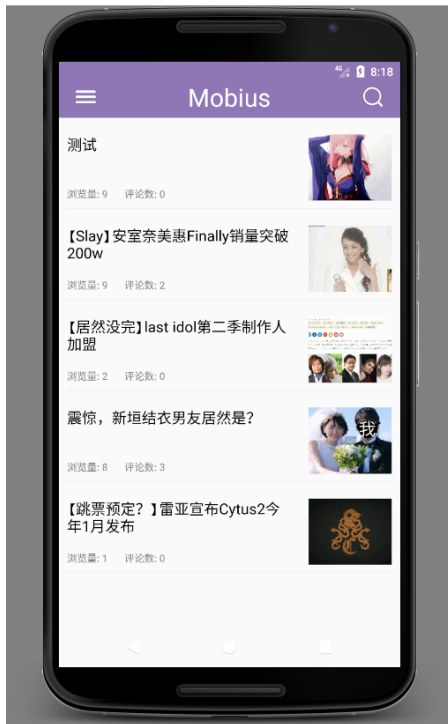 4G 8:18
Mobius
测试
浏览量: 9 评论数: 0
【Slay】安室奈美惠Finally销量突破
200w
浏览量: 9 评论数: 2
【居然没完】last idol第二季制作人
加盟
浏览量: 2 评论数: 0
震惊，新垣结衣男友居然是？
我
浏览量: 8 评论数: 3
【跳票预定？】雷亚宣布Cytus2今
年1月发布
浏览量: 1 评论数: 0